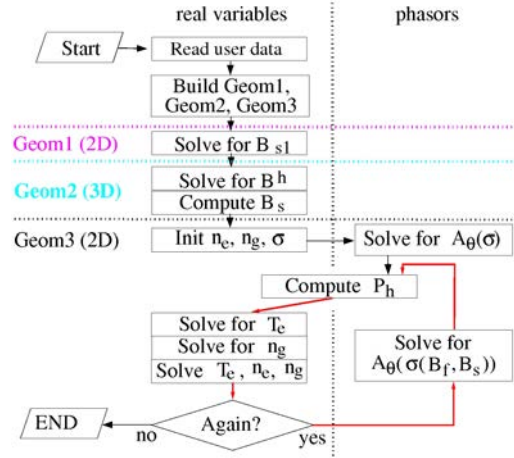 real variables
phasors
Start
Read user data
Build Geom1,
Geom2, Geom3
Geom1 (2D)
Solve for B s1
Geom2 (3D)
Solve for B h
Compute B s
Geom3 (2D)
Init n e, n g, σ
Solve for A θ(σ)
Compute P h
Solve for T e
Solve for n g
Solve T e, n e, n g
Solve for
A θ(σ(B f, B s))
Again?
END
no
yes